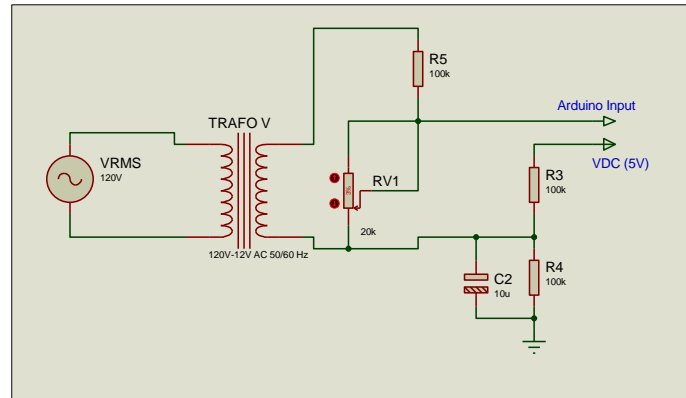 R5
100k
Arduino Input
TRAFO V
VDC (5V)
VRMS
120V
R3
100k
RV1
3%
20k
120V-12V AC 50/60 Hz
C2
10u
R4
100k